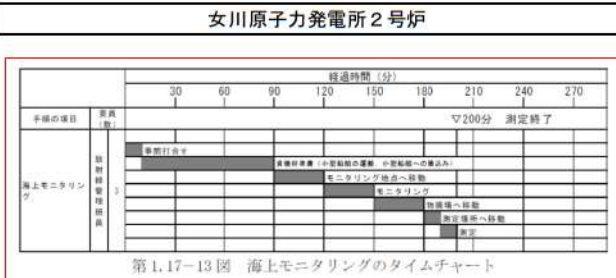 女川原子力発電所2号炉
経過時間(分)
30 60 90 120 150 180 210 240 270
手順の項目 要員(数)
▽200分 測定終了
海上モニタリング
放射線管理班員
3
事前打合せ
資機材準備(小型船舶の運搬,小型船舶への積込み)
モニタリング地点へ移動
モニタリング
物揚場へ移動
測定場所へ移動
測定
第1.17-13図 海上モニタリングのタイムチャート